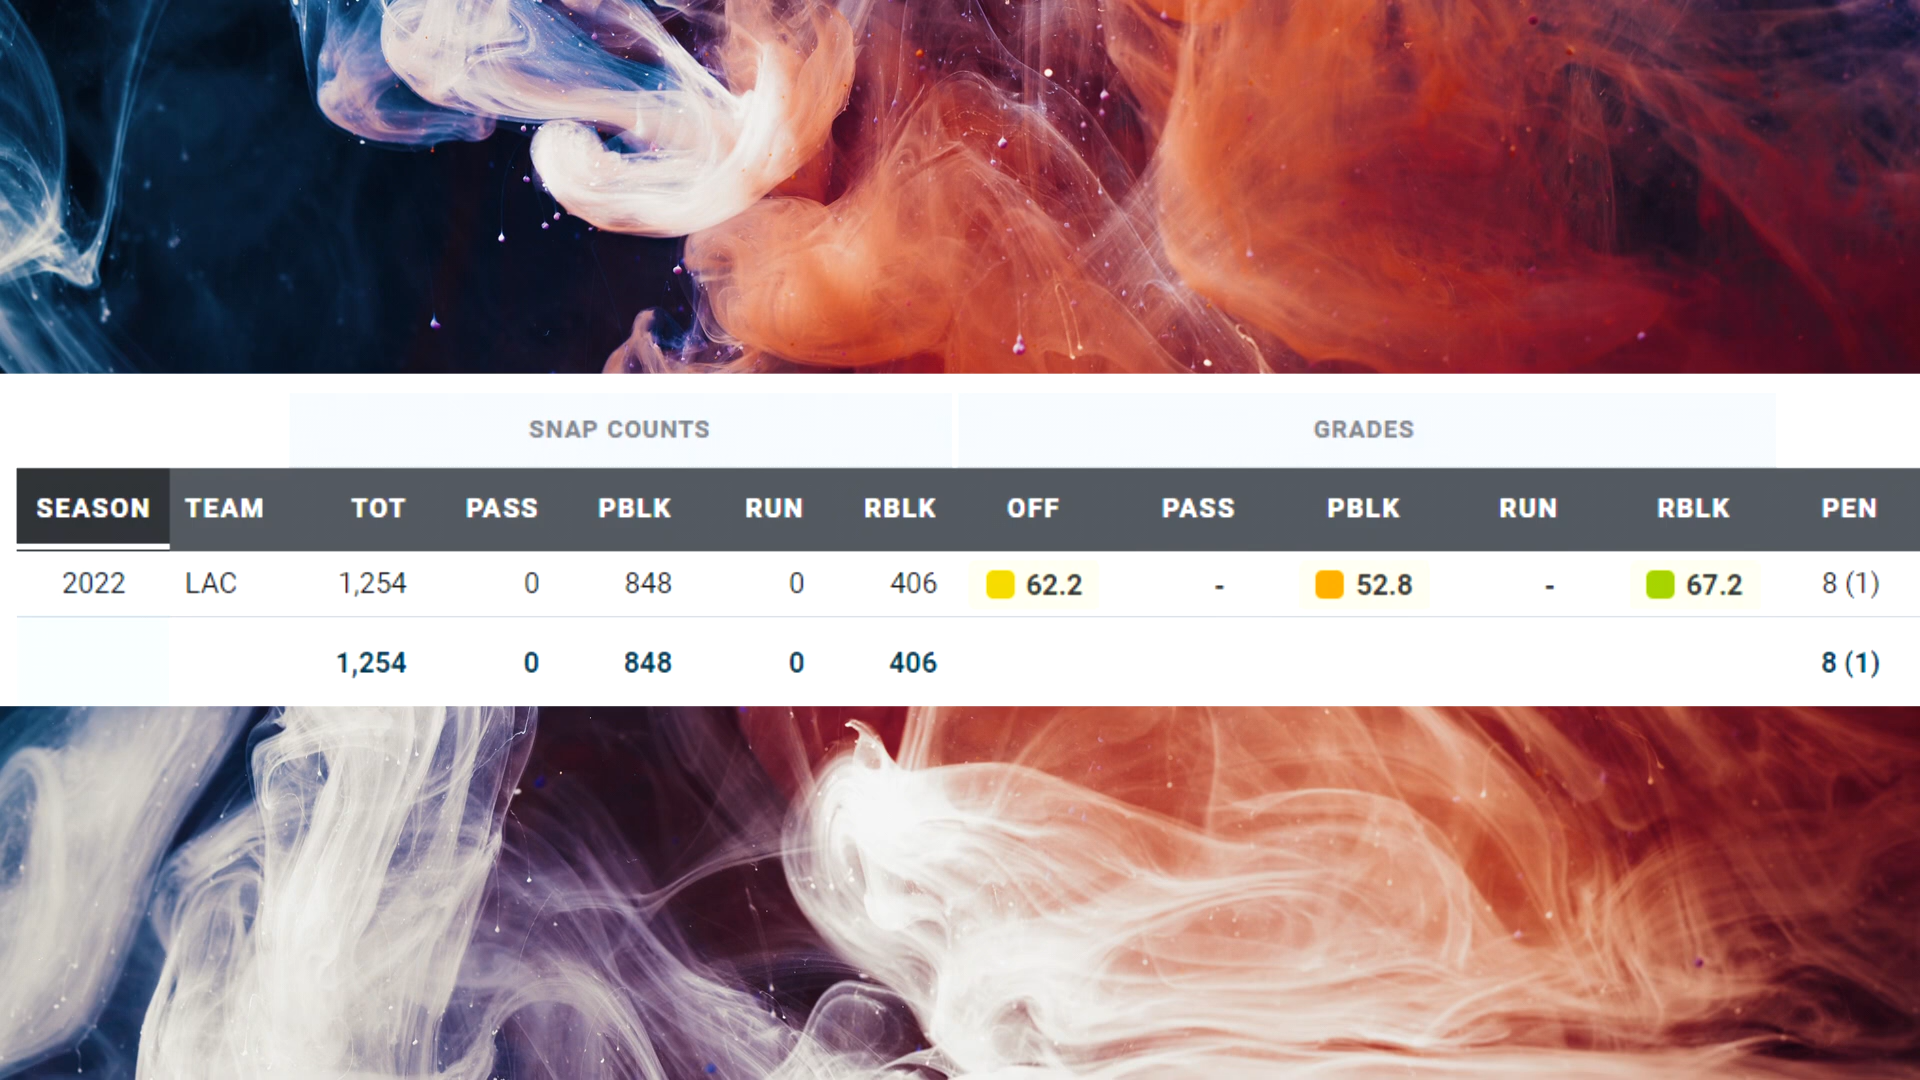 SNAP COUNTS GRADES
SEASON TEAM TOT PASS PBLK RUN RBLK OFF PASS PBLK RUN RBLK PEN
2022 LAC 1,254 0 848 0 406 62.2 - 52.8 - 67.2 8 (1)
1,254 0 848 0 406 8 (1)